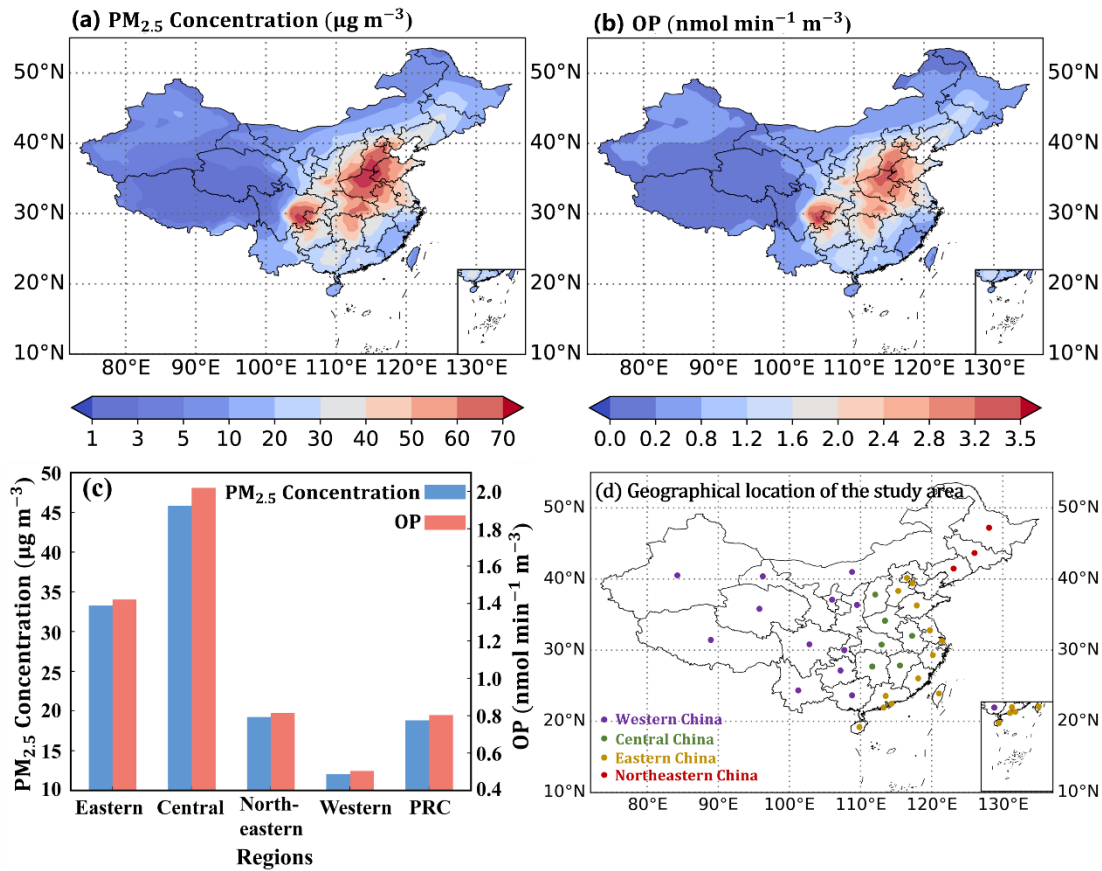 (a) PM₂.₅ Concentration (µg m⁻³)
(b) OP (nmol min⁻¹ m⁻³)
50°N
40°N
30°N
20°N
10°N
80°E 90°E 100°E 110°E 120°E 130°E
50°N
40°N
30°N
20°N
10°N
80°E 90°E 100°E 110°E 120°E 130°E
1 3 5 10 20 30 40 50 60 70
0.0 0.2 0.8 1.2 1.6 2.0 2.4 2.8 3.2 3.5
(c)
PM₂.₅ Concentration
OP
PM₂.₅ Concentration (µg m⁻³)
50
45
40
35
30
25
20
15
10
2.0
1.8
1.6
1.4
1.2
1.0
0.8
0.6
0.4
OP (nmol min⁻¹ m⁻³)
Eastern Central North-eastern Western PRC
Regions
(d) Geographical location of the study area
50°N
40°N
30°N
20°N
10°N
Western China
Central China
Eastern China
Northeastern China
50°N
40°N
30°N
20°N
10°N
80°E 90°E 100°E 110°E 120°E 130°E